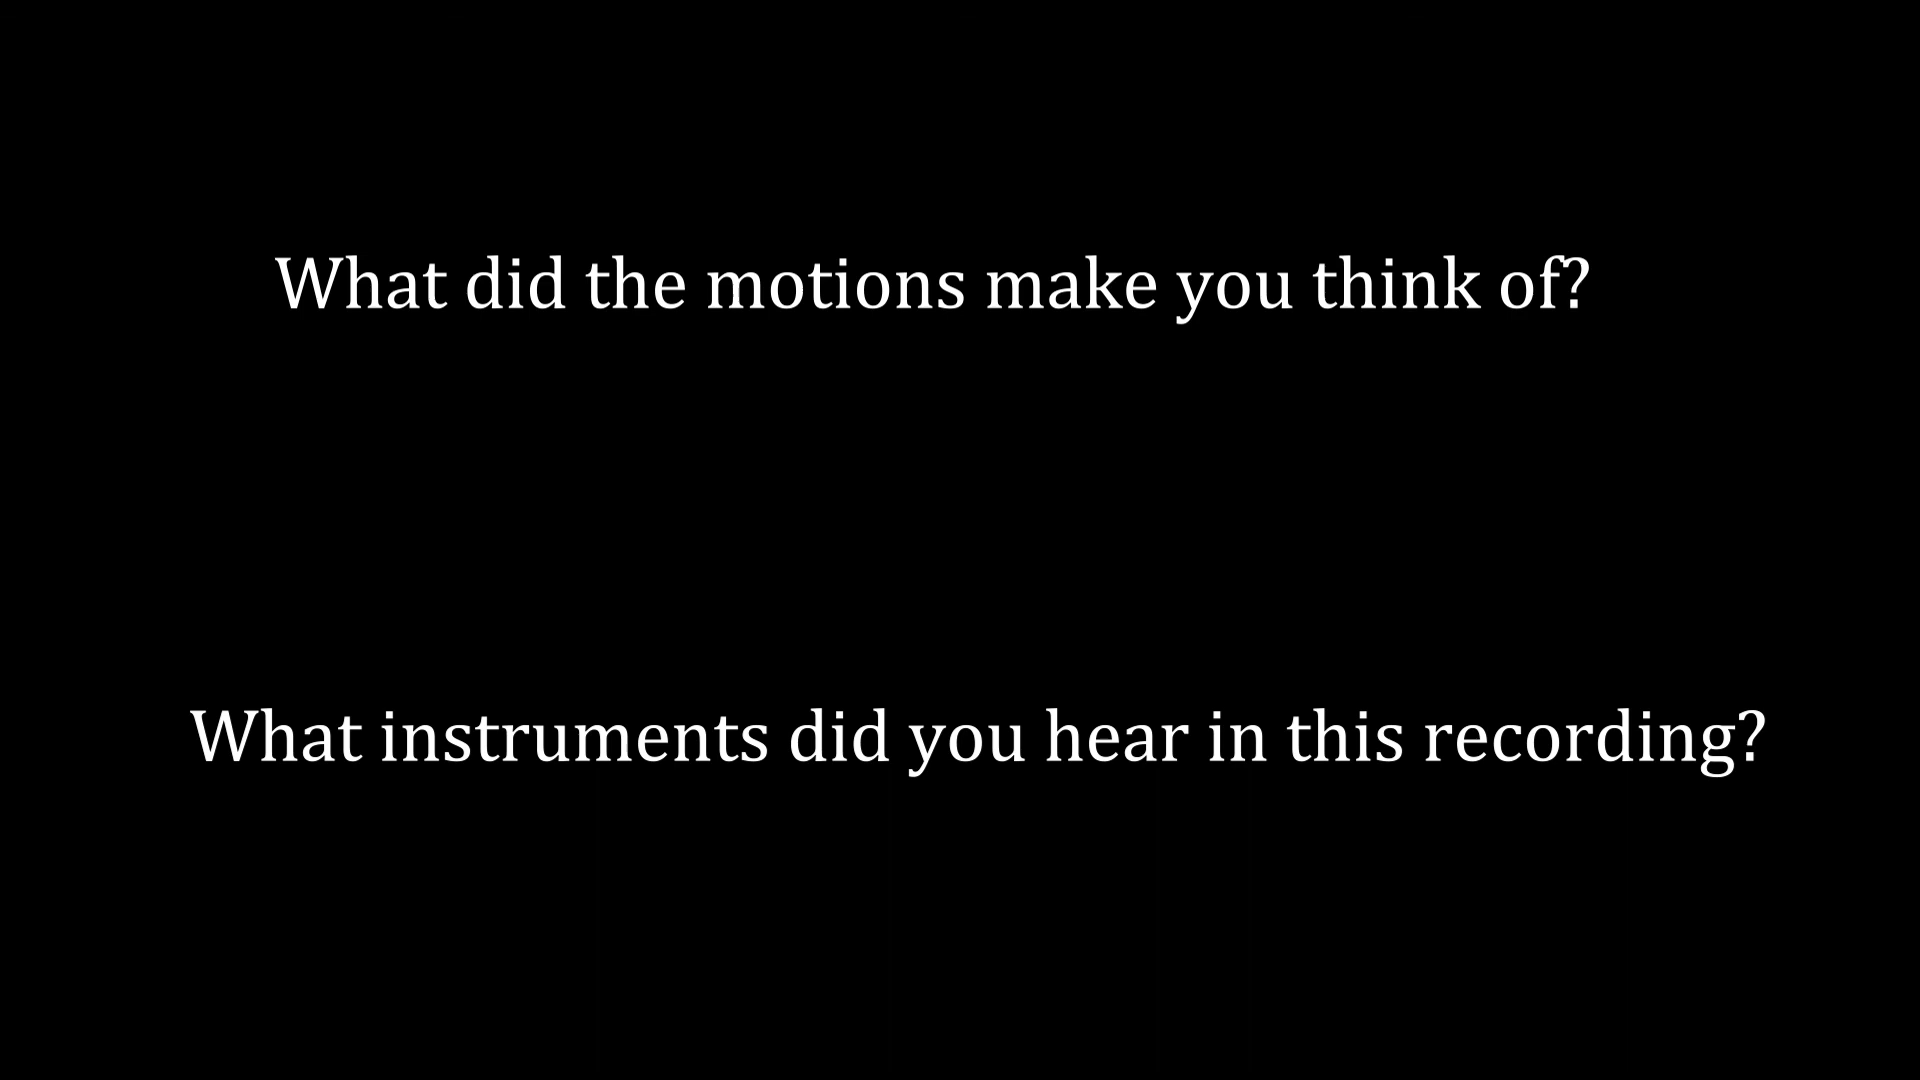 What did the motions make you think of?
What instruments did you hear in this recording?